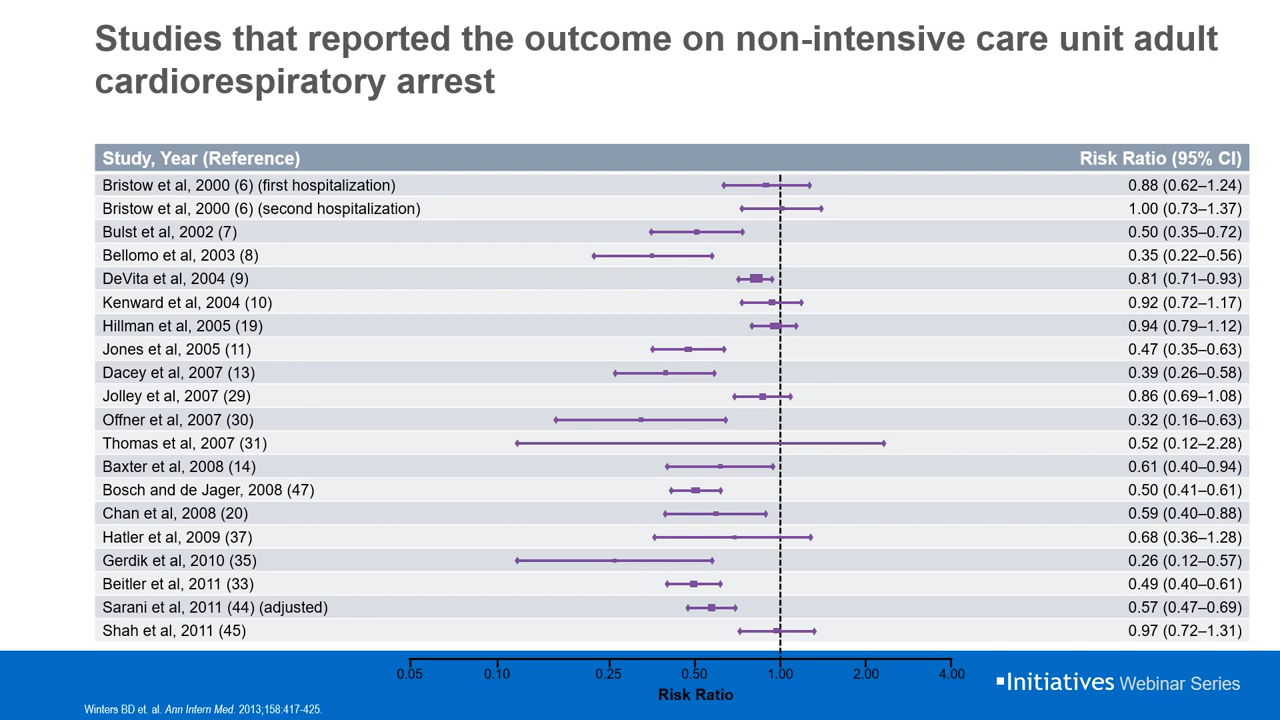 Studies that reported the outcome on non-intensive care unit adult
cardiorespiratory arrest
Study, Year (Reference) Risk Ratio (95% CI)
Bristow et al, 2000 (6) (first hospitalization) 0.88 (0.62–1.24)
Bristow et al, 2000 (6) (second hospitalization) 1.00 (0.73–1.37)
Bulst et al, 2002 (7) 0.50 (0.35–0.72)
Bellomo et al, 2003 (8) 0.35 (0.22–0.56)
DeVita et al, 2004 (9) 0.81 (0.71–0.93)
Kenward et al, 2004 (10) 0.92 (0.72–1.17)
Hillman et al, 2005 (19) 0.94 (0.79–1.12)
Jones et al, 2005 (11) 0.47 (0.35–0.63)
Dacey et al, 2007 (13) 0.39 (0.26–0.58)
Jolley et al, 2007 (29) 0.86 (0.69–1.08)
Offner et al, 2007 (30) 0.32 (0.16–0.63)
Thomas et al, 2007 (31) 0.52 (0.12–2.28)
Baxter et al, 2008 (14) 0.61 (0.40–0.94)
Bosch and de Jager, 2008 (47) 0.50 (0.41–0.61)
Chan et al, 2008 (20) 0.59 (0.40–0.88)
Hatler et al, 2009 (37) 0.68 (0.36–1.28)
Gerdik et al, 2010 (35) 0.26 (0.12–0.57)
Beitler et al, 2011 (33) 0.49 (0.40–0.61)
Sarani et al, 2011 (44) (adjusted) 0.57 (0.47–0.69)
Shah et al, 2011 (45) 0.97 (0.72–1.31)
0.05 0.10 0.25 0.50 1.00 2.00 4.00
Risk Ratio
Initiatives Webinar Series
Winters BD et. al. Ann Intern Med. 2013;158:417-425.